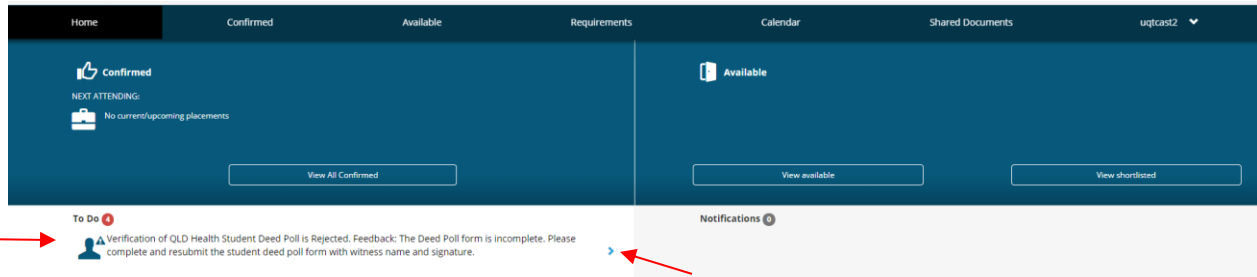 Home Confirmed Available Requirements Calendar Shared Documents uqtcast2
Confirmed
Available
NEXT ATTENDING:
No current/upcoming placements
View All Confirmed
View available
View shortlisted
To Do 4
Notifications 0
Verification of QLD Health Student Deed Poll is Rejected. Feedback: The Deed Poll form is incomplete. Please
complete and resubmit the student deed poll form with witness name and signature.